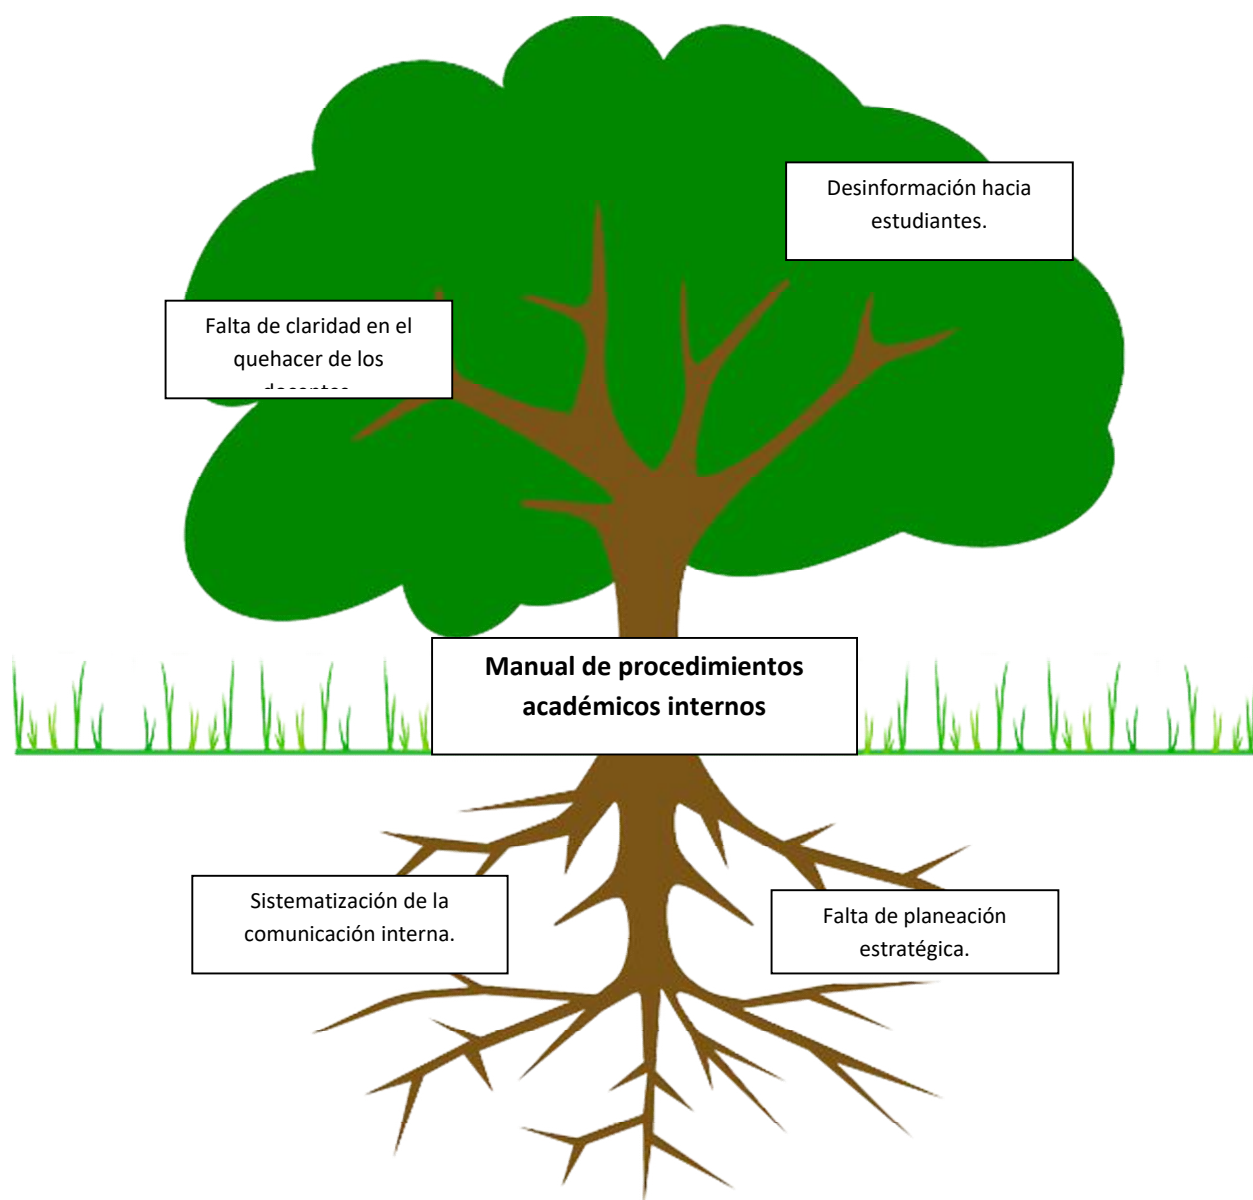 Desinformación hacia
estudiantes.
Falta de claridad en el
quehacer de los
Manual de procedimientos
académicos internos
Sistematización de la
comunicación interna.
Falta de planeación
estratégica.